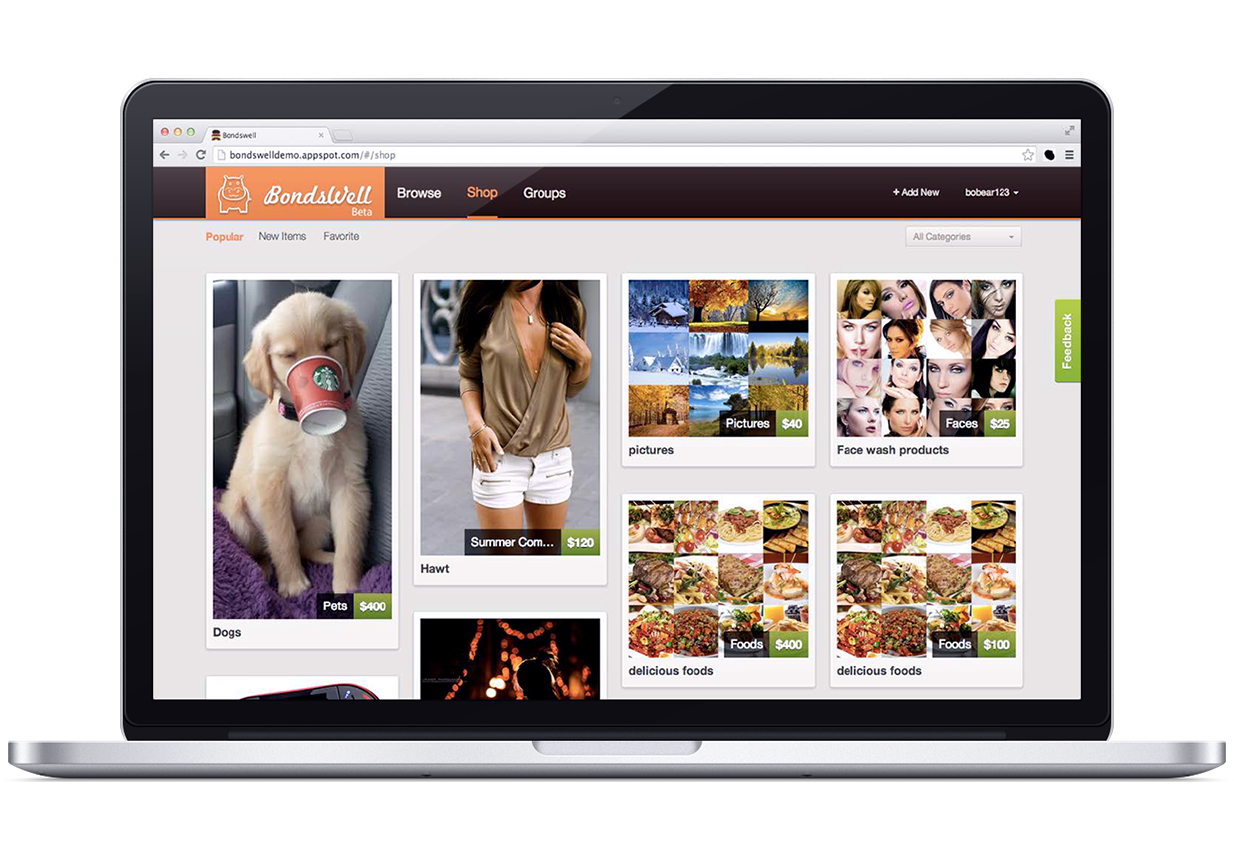 Bondswell
bondswelldemo.appspot.com/#/shop
BondsWell
Beta
Browse
Shop
Groups
+ Add New
bobear123
Popular
New Items
Favorite
All Categories
Feedback
Pets $400
Dogs
Summer Com... $120
Hawt
Pictures $40
pictures
Faces $25
Face wash products
Foods $400
delicious foods
Foods $100
delicious foods